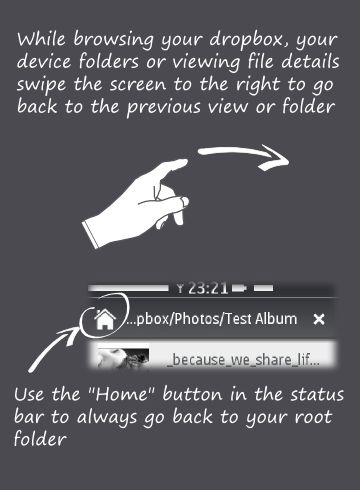 While browsing your dropbox, your
device folders or viewing file details
swipe the screen to the right to go
back to the previous view or folder
23:21
...pbox/Photos/Test Album
_because_we_share_lif...
Use the "Home" button in the status
bar to always go back to your root
folder